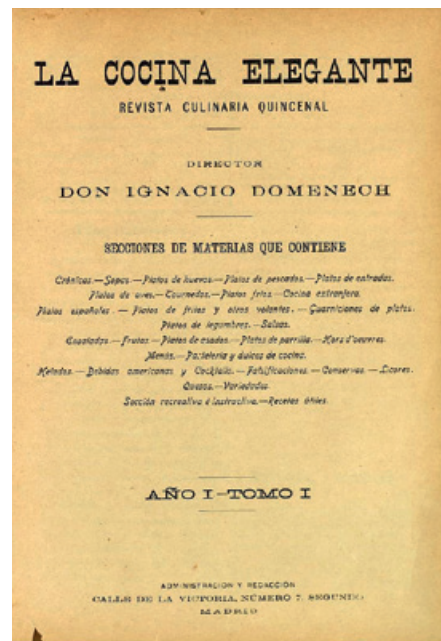 LA COCINA ELEGANTE
REVISTA CULINARIA QUINCENAL
DIRECTOR
DON IGNACIO DOMENECH
SECCIONES DE MATERIAS QUE CONTIENE
Crónicas.—Sopas.—Platos de huevos.—Platos de pescados.—Platos de entradas.
Platos de aves.—Tournedos.—Platos fríos.—Cocina extranjera.
Platos españoles.—Platos de fritos y otros volantes.—Guarniciones de platos.
Platos de legumbres.—Salsas.
Ensaladas.—Frutas.—Platos de asados.—Platos de parrilla.—Hors d'oeuvres.
Menús.—Pastelería y dulces de cocina.
Helados.—Bebidas americanas y Cocktails.—Falsificaciones.—Conservas.—Licores.
Quesos.—Variedades.
Sección recreativa é instructiva.—Recetas útiles.
AÑO I-TOMO I
ADMINISTRACIÓN Y REDACCIÓN
CALLE DE LA VICTORIA, NÚMERO 7, SEGUNDO
MADRID